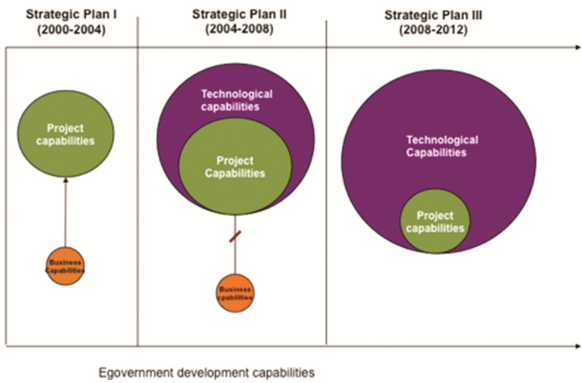 Strategic Plan I
(2000-2004)
Strategic Plan II
(2004-2008)
Strategic Plan III
(2008-2012)
Project
capabilities
Business
Capabilities
Technological
capabilities
Project
Capabilities
Business
cpabilities
Technological
Capabilities
Project
capabilities
Egovernment development capabilities